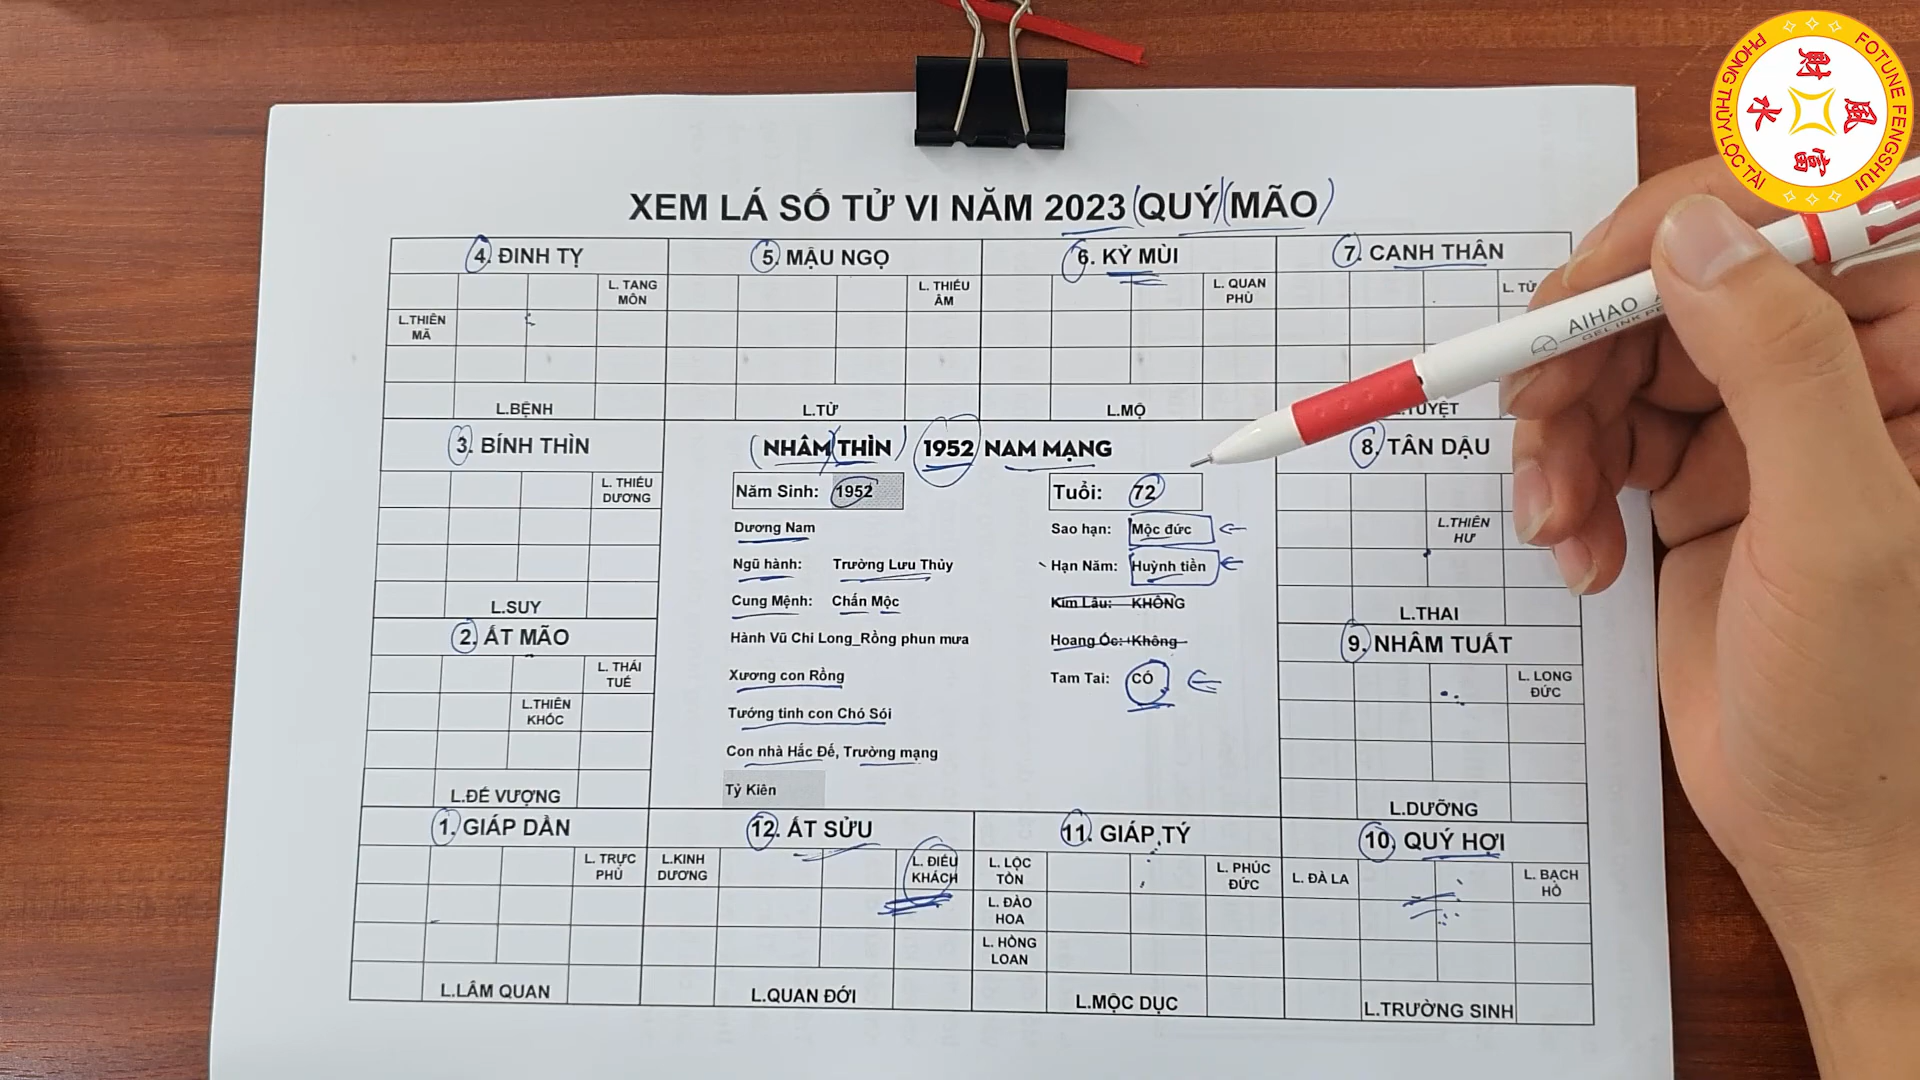 PHONG THỦY LỘC TÀI
FOTUNE FENGSHUI
財
風
富
水
AIHAO
XEM LÁ SỐ TỬ VI NĂM 2023 (QUÝ)(MÃO)
4. ĐINH TỴ
L. TANG MÔN
L.THIÊN MÃ
L.BỆNH
5. MẬU NGỌ
L. THIẾU ÂM
L.TỬ
6. KỶ MÙI
L. QUAN PHÙ
L.MỘ
7. CANH THÂN
L. TỬ
TUYỆT
3. BÍNH THÌN
L. THIẾU DƯƠNG
L.SUY
(NHÂM)(THÌN) 1952 NAM MẠNG
Năm Sinh: 1952
Tuổi: 72
Dương Nam
Sao hạn: Mộc đức
Ngũ hành: Trường Lưu Thủy
Hạn Năm: Huỳnh tiền
Cung Mệnh: Chấn Mộc
Kim Lâu: KHÔNG
Hành Vũ Chi Long_Rồng phun mưa
Hoang Ốc: Không
Xương con Rồng
Tam Tai: CÓ
Tướng tinh con Chó Sói
Con nhà Hắc Đế, Trường mạng
Tỷ Kiên
8. TÂN DẬU
L.THIÊN HƯ
L.THAI
2. ẤT MÃO
L. THÁI TUẾ
L.THIÊN KHÓC
L.ĐẾ VƯỢNG
9. NHÂM TUẤT
L. LONG ĐỨC
L.DƯỠNG
1. GIÁP DẦN
L. TRỰC PHÙ
L.LÂM QUAN
12. ẤT SỬU
L.KINH DƯƠNG
L. ĐIẾU KHÁCH
L.QUAN ĐỚI
11. GIÁP TÝ
L. LỘC TỒN
L. PHÚC ĐỨC
L. ĐÀO HOA
L. HỒNG LOAN
L.MỘC DỤC
10. QUÝ HỢI
L. ĐÀ LA
L. BẠCH HỔ
L.TRƯỜNG SINH